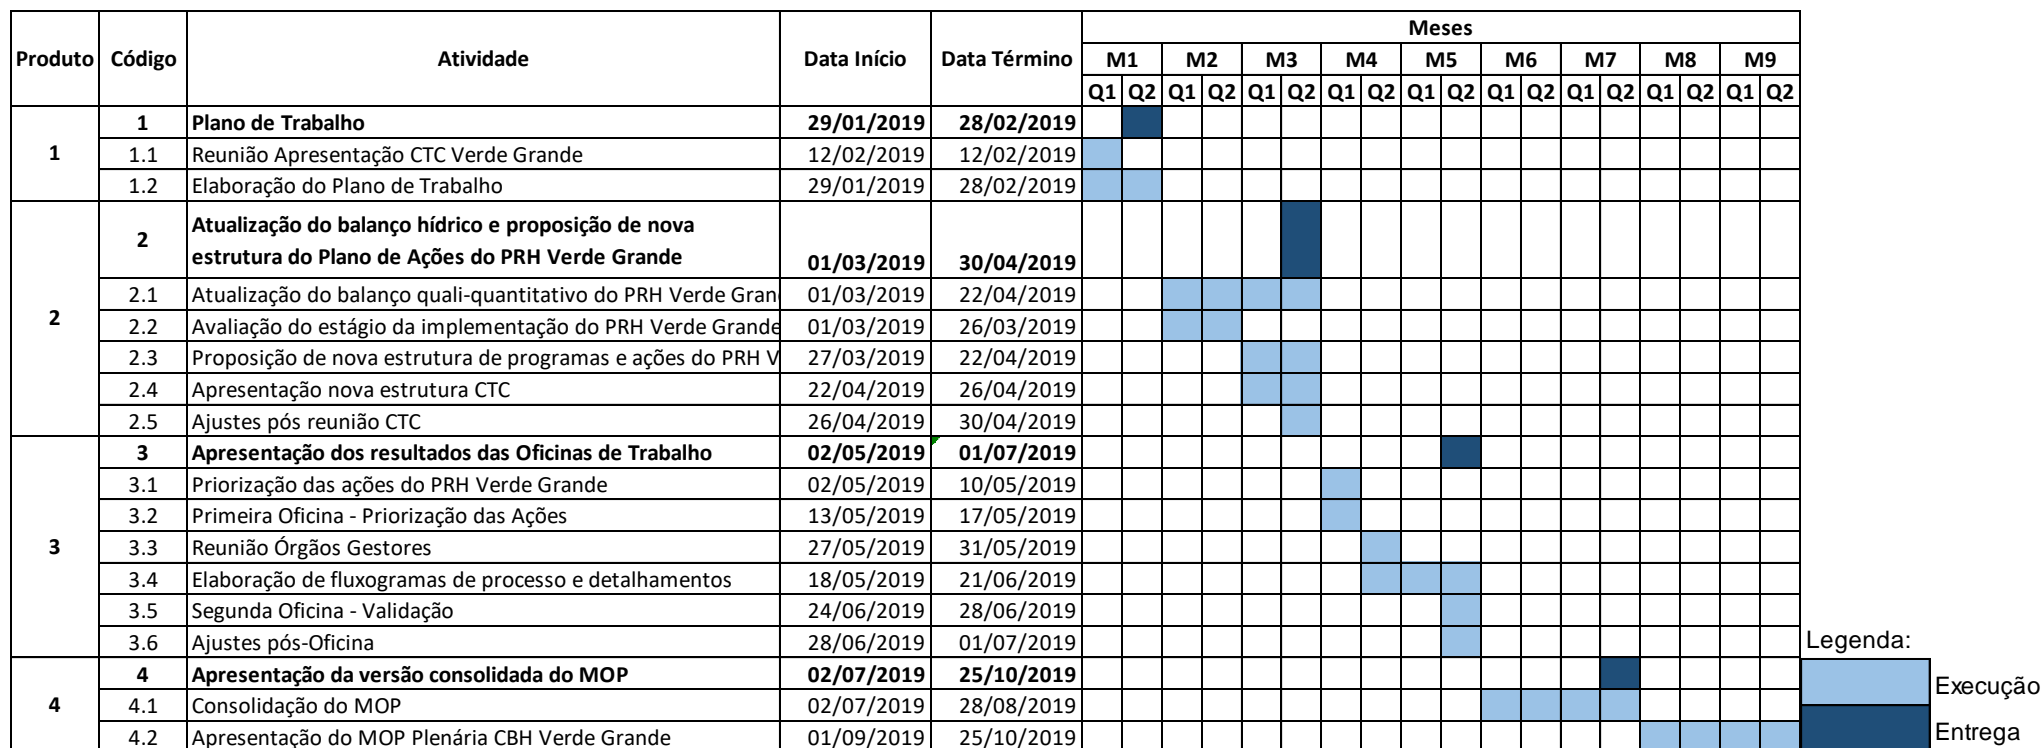 Produto Código Atividade Data Início Data Término Meses
M1 M2 M3 M4 M5 M6 M7 M8 M9
Q1 Q2 Q1 Q2 Q1 Q2 Q1 Q2 Q1 Q2 Q1 Q2 Q1 Q2 Q1 Q2 Q1 Q2
1
1 Plano de Trabalho 29/01/2019 28/02/2019
1.1 Reunião Apresentação CTC Verde Grande 12/02/2019 12/02/2019
1.2 Elaboração do Plano de Trabalho 29/01/2019 28/02/2019
2
2 Atualização do balanço hídrico e proposição de nova
estrutura do Plano de Ações do PRH Verde Grande 01/03/2019 30/04/2019
2.1 Atualização do balanço quali-quantitativo do PRH Verde Gran 01/03/2019 22/04/2019
2.2 Avaliação do estágio da implementação do PRH Verde Grande 01/03/2019 26/03/2019
2.3 Proposição de nova estrutura de programas e ações do PRH V 27/03/2019 22/04/2019
2.4 Apresentação nova estrutura CTC 22/04/2019 26/04/2019
2.5 Ajustes pós reunião CTC 26/04/2019 30/04/2019
3
3 Apresentação dos resultados das Oficinas de Trabalho 02/05/2019 01/07/2019
3.1 Priorização das ações do PRH Verde Grande 02/05/2019 10/05/2019
3.2 Primeira Oficina - Priorização das Ações 13/05/2019 17/05/2019
3.3 Reunião Órgãos Gestores 27/05/2019 31/05/2019
3.4 Elaboração de fluxogramas de processo e detalhamentos 18/05/2019 21/06/2019
3.5 Segunda Oficina - Validação 24/06/2019 28/06/2019
3.6 Ajustes pós-Oficina 28/06/2019 01/07/2019
4
4 Apresentação da versão consolidada do MOP 02/07/2019 25/10/2019
4.1 Consolidação do MOP 02/07/2019 28/08/2019
4.2 Apresentação do MOP Plenária CBH Verde Grande 01/09/2019 25/10/2019
Legenda:
Execução
Entrega